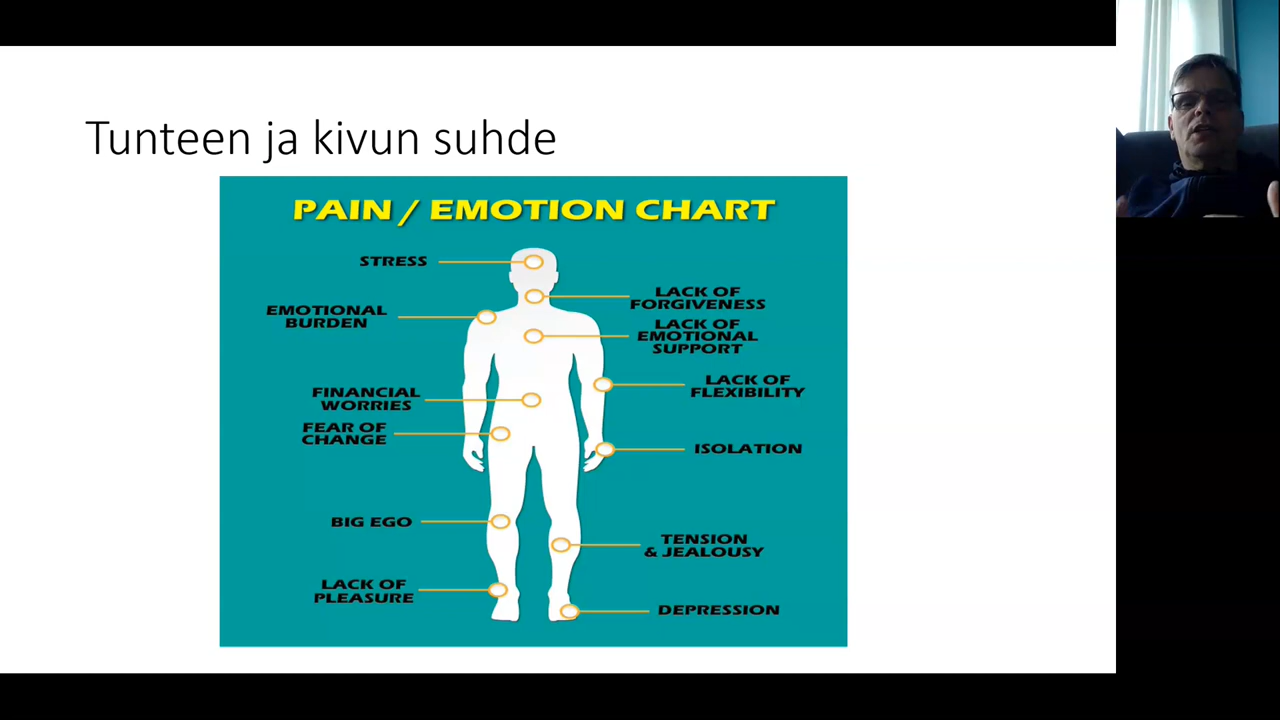 Tunteen ja kivun suhde
PAIN / EMOTION CHART
STRESS
LACK OF
FORGIVENESS
EMOTIONAL
BURDEN
LACK OF
EMOTIONAL
SUPPORT
LACK OF
FLEXIBILITY
FINANCIAL
WORRIES
FEAR OF
CHANGE
ISOLATION
BIG EGO
TENSION
& JEALOUSY
LACK OF
PLEASURE
DEPRESSION